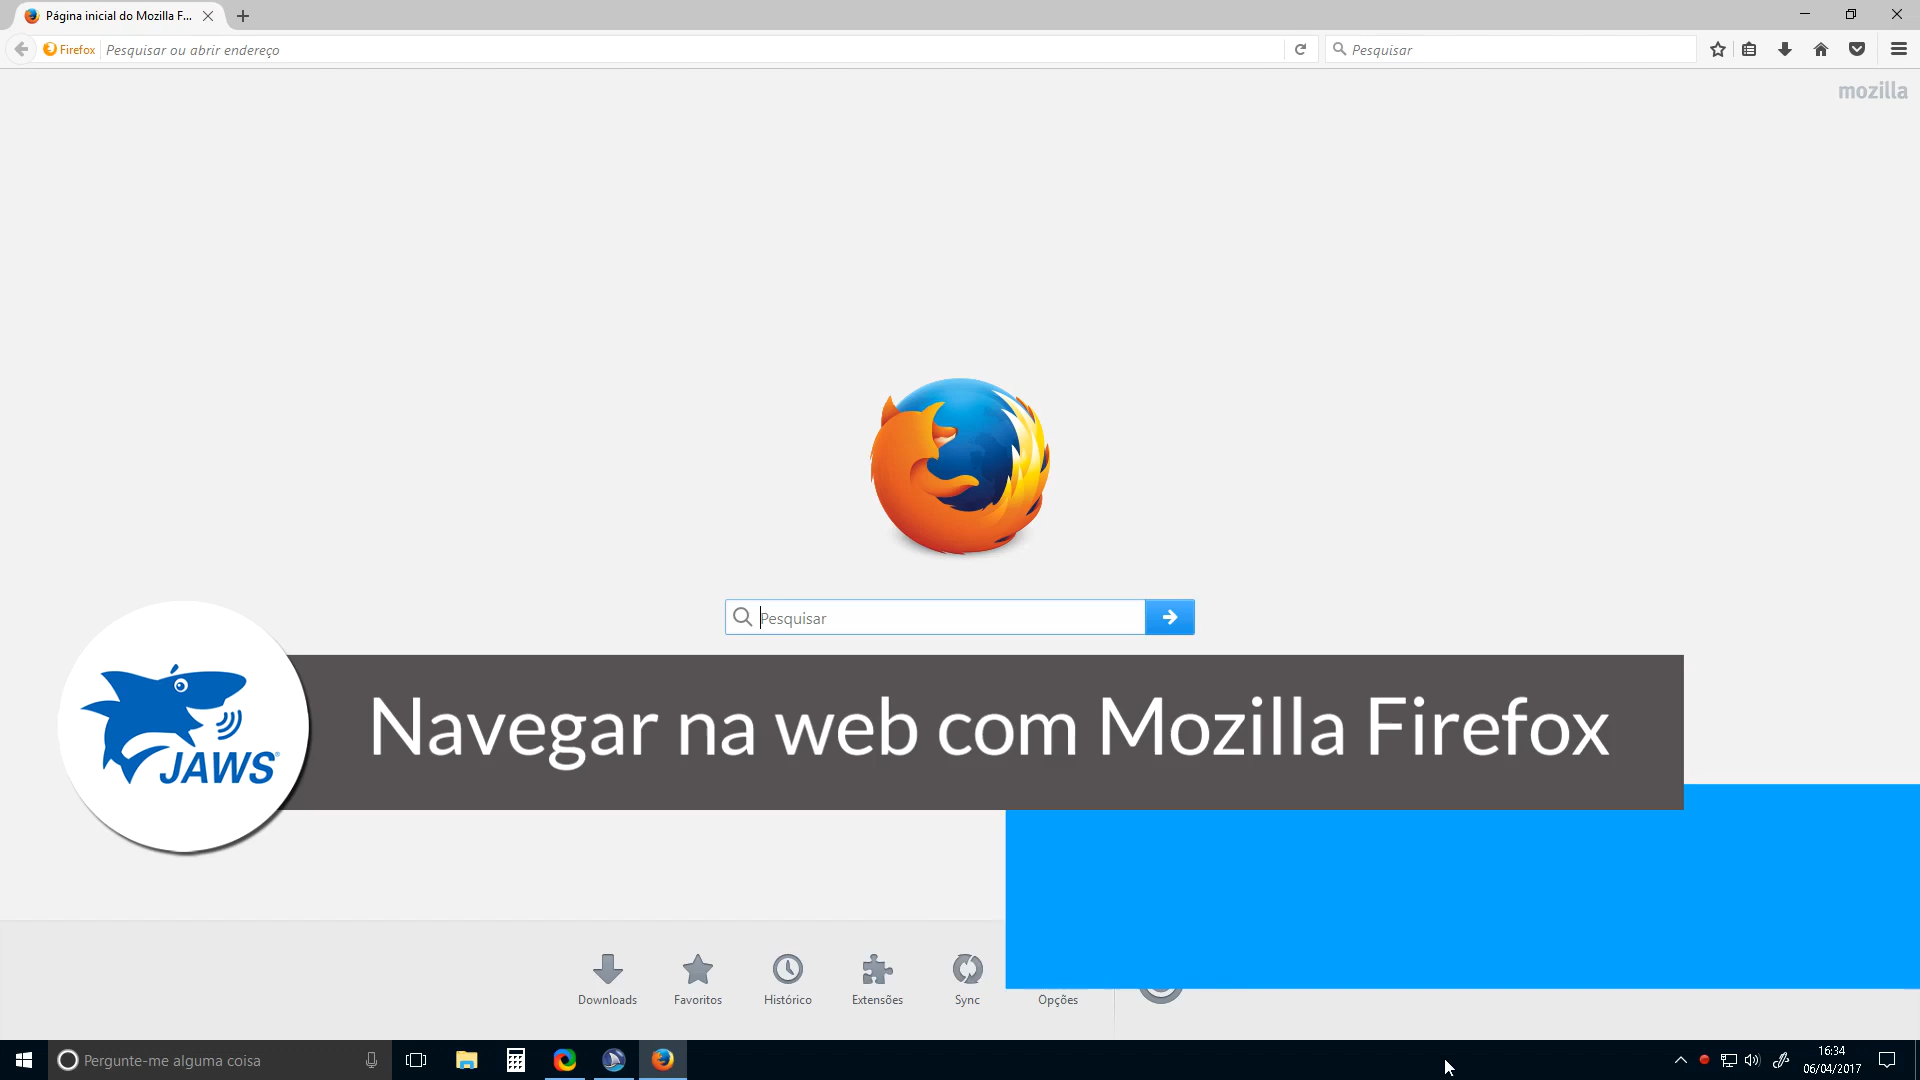 Página inicial do Mozilla F...
Firefox
Pesquisar ou abrir endereço
Pesquisar
mozilla
Pesquisar
JAWS
Navegar na web com Mozilla Firefox
Downloads
Favoritos
Histórico
Extensões
Sync
Opções
Pergunte-me alguma coisa
16:34
06/04/2017